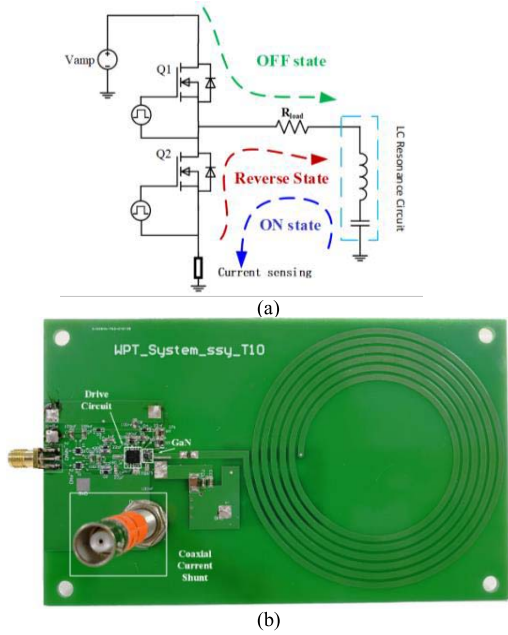 Vamp
Q1
OFF state
R_load
Q2
Reverse State
ON state
LC Resonance Circuit
Current sensing
(a)
WPT_System_ssy_T10
Drive
Circuit
GaN
Coaxial
Current
Shunt
(b)